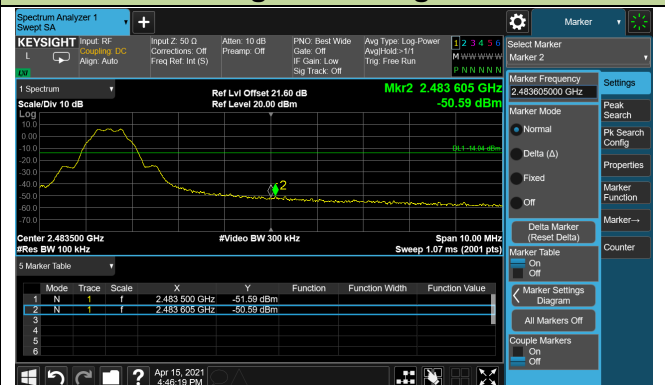 Spectrum Analyzer 1
Swept SA
+
Marker
KEYSIGHT
L
LXI
Input: RF
Coupling: DC
Align: Auto
Input Z: 50 Ω
Corrections: Off
Freq Ref: Int (S)
Atten: 10 dB
Preamp: Off
PNO: Best Wide
Gate: Off
IF Gain: Low
Sig Track: Off
Avg Type: Log-Power
Avg|Hold:>1/1
Trig: Free Run
1 2 3 4 5 6
M W W W W W
P N N N N N
Select Marker
Marker 2
1 Spectrum
Scale/Div 10 dB
Ref Lvl Offset 21.60 dB
Ref Level 20.00 dBm
Mkr2 2.483 605 GHz
-50.59 dBm
Log
10.0
0.00
-10.0
-20.0
-30.0
-40.0
-50.0
-60.0
-70.0
DL1 -14.04 dBm
2
Center 2.483500 GHz
#Res BW 100 kHz
#Video BW 300 kHz
Span 10.00 MHz
Sweep 1.07 ms (2001 pts)
5 Marker Table
Mode Trace Scale X Y Function Function Width Function Value
1 N 1 f 2.483 500 GHz -51.59 dBm
2 N 1 f 2.483 605 GHz -50.59 dBm
3
4
5
6
Marker Frequency
2.483605000 GHz
Marker Mode
Normal
Delta (Δ)
Fixed
Off
Delta Marker
(Reset Delta)
Marker Table
On
Off
Marker Settings
Diagram
All Markers Off
Couple Markers
On
Off
Settings
Peak
Search
Pk Search
Config
Properties
Marker
Function
Marker→
Counter
?
Apr 15, 2021
4:46:19 PM